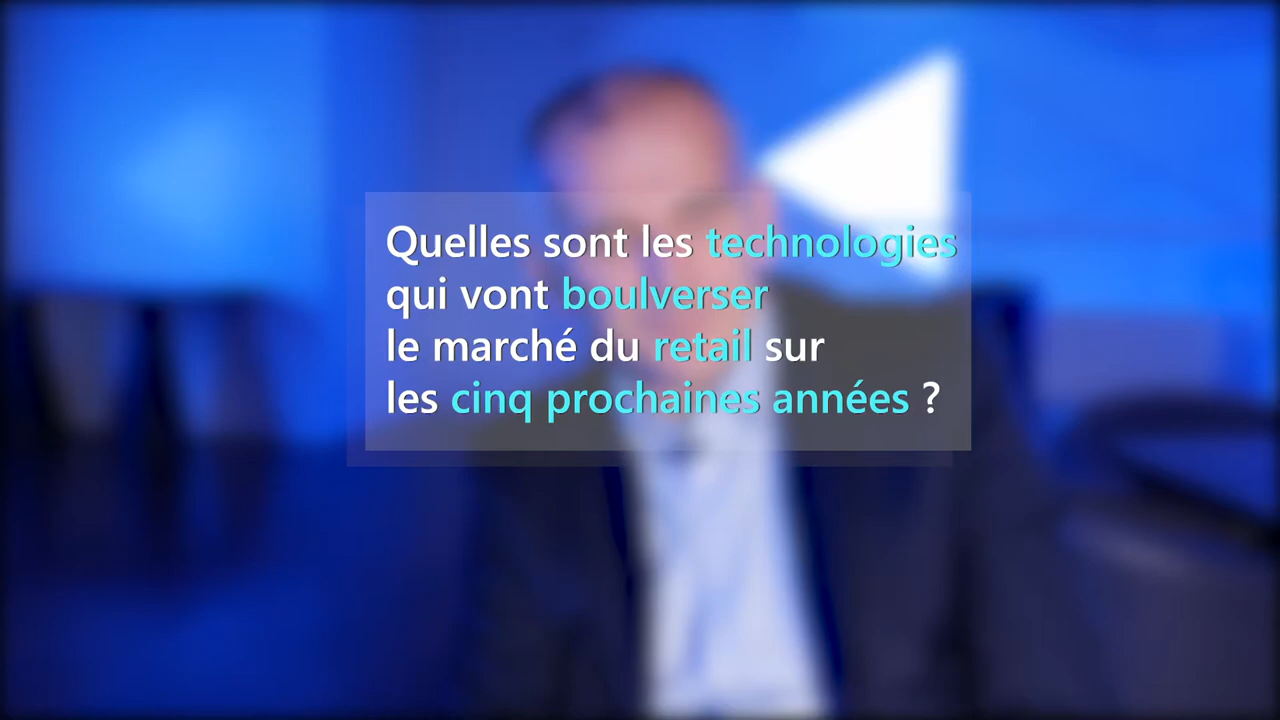 Quelles sont les technologies
qui vont boulverser
le marché du retail sur
les cinq prochaines années ?